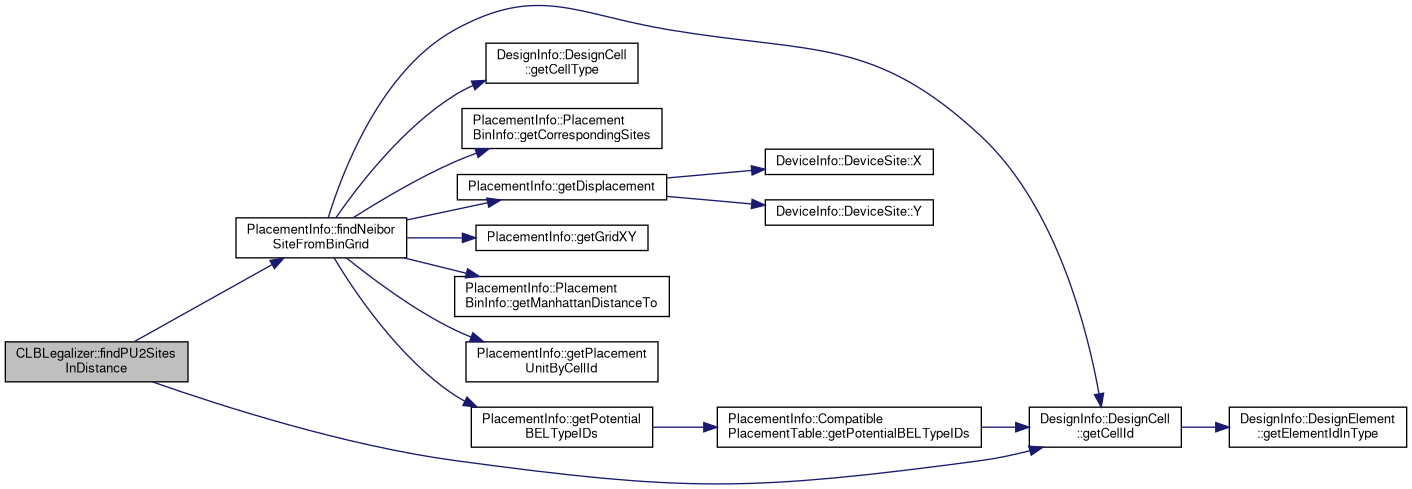 DesignInfo::DesignCell
::getCellType
PlacementInfo::Placement
BinInfo::getCorrespondingSites
DeviceInfo::DeviceSite::X
PlacementInfo::getDisplacement
DeviceInfo::DeviceSite::Y
PlacementInfo::findNeibor
SiteFromBinGrid
PlacementInfo::getGridXY
PlacementInfo::Placement
BinInfo::getManhattanDistanceTo
CLBLegalizer::findPU2Sites
InDistance
PlacementInfo::getPlacement
UnitByCellId
PlacementInfo::getPotential
BELTypeIDs
PlacementInfo::Compatible
PlacementTable::getPotentialBELTypeIDs
DesignInfo::DesignCell
::getCellId
DesignInfo::DesignElement
::getElementIdInType